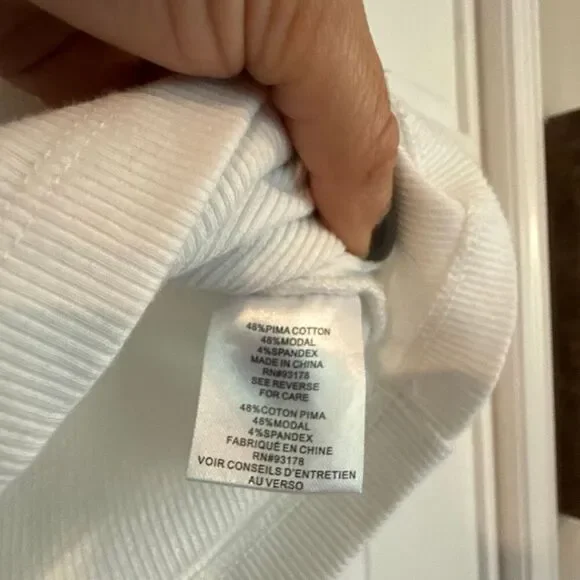 48%PIMA COTTON
48%MODAL
4%SPANDEX
MADE IN CHINA
RN#93178
SEE REVERSE
FOR CARE
48%COTON PIMA
48%MODAL
4%SPANDEX
FABRIQUÉ EN CHINE
RN#93178
VOIR CONSEILS D'ENTRETIEN
AU VERSO